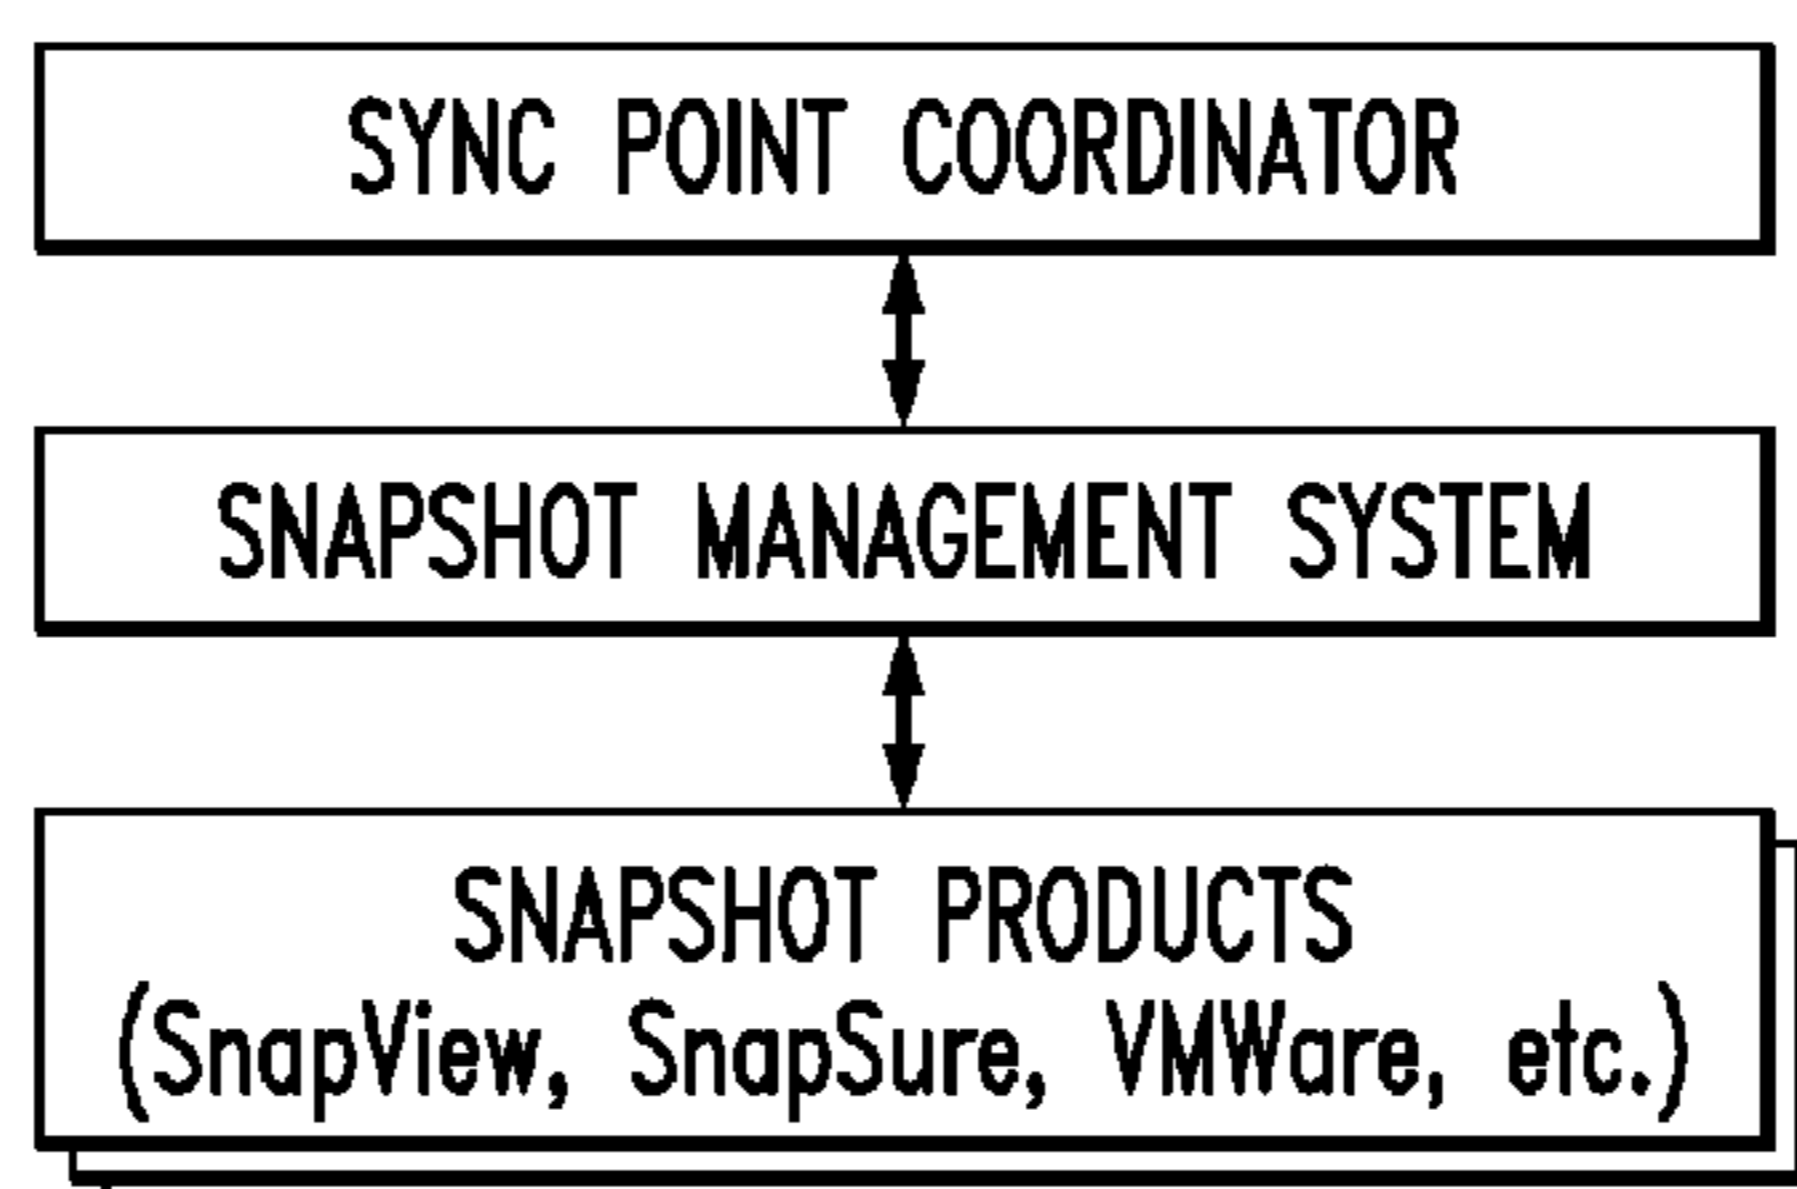 SYNC POINT COORDINATOR
SNAPSHOT MANAGEMENT SYSTEM
SNAPSHOT PRODUCTS
(SnapView, SnapSure, VMWare, etc.)